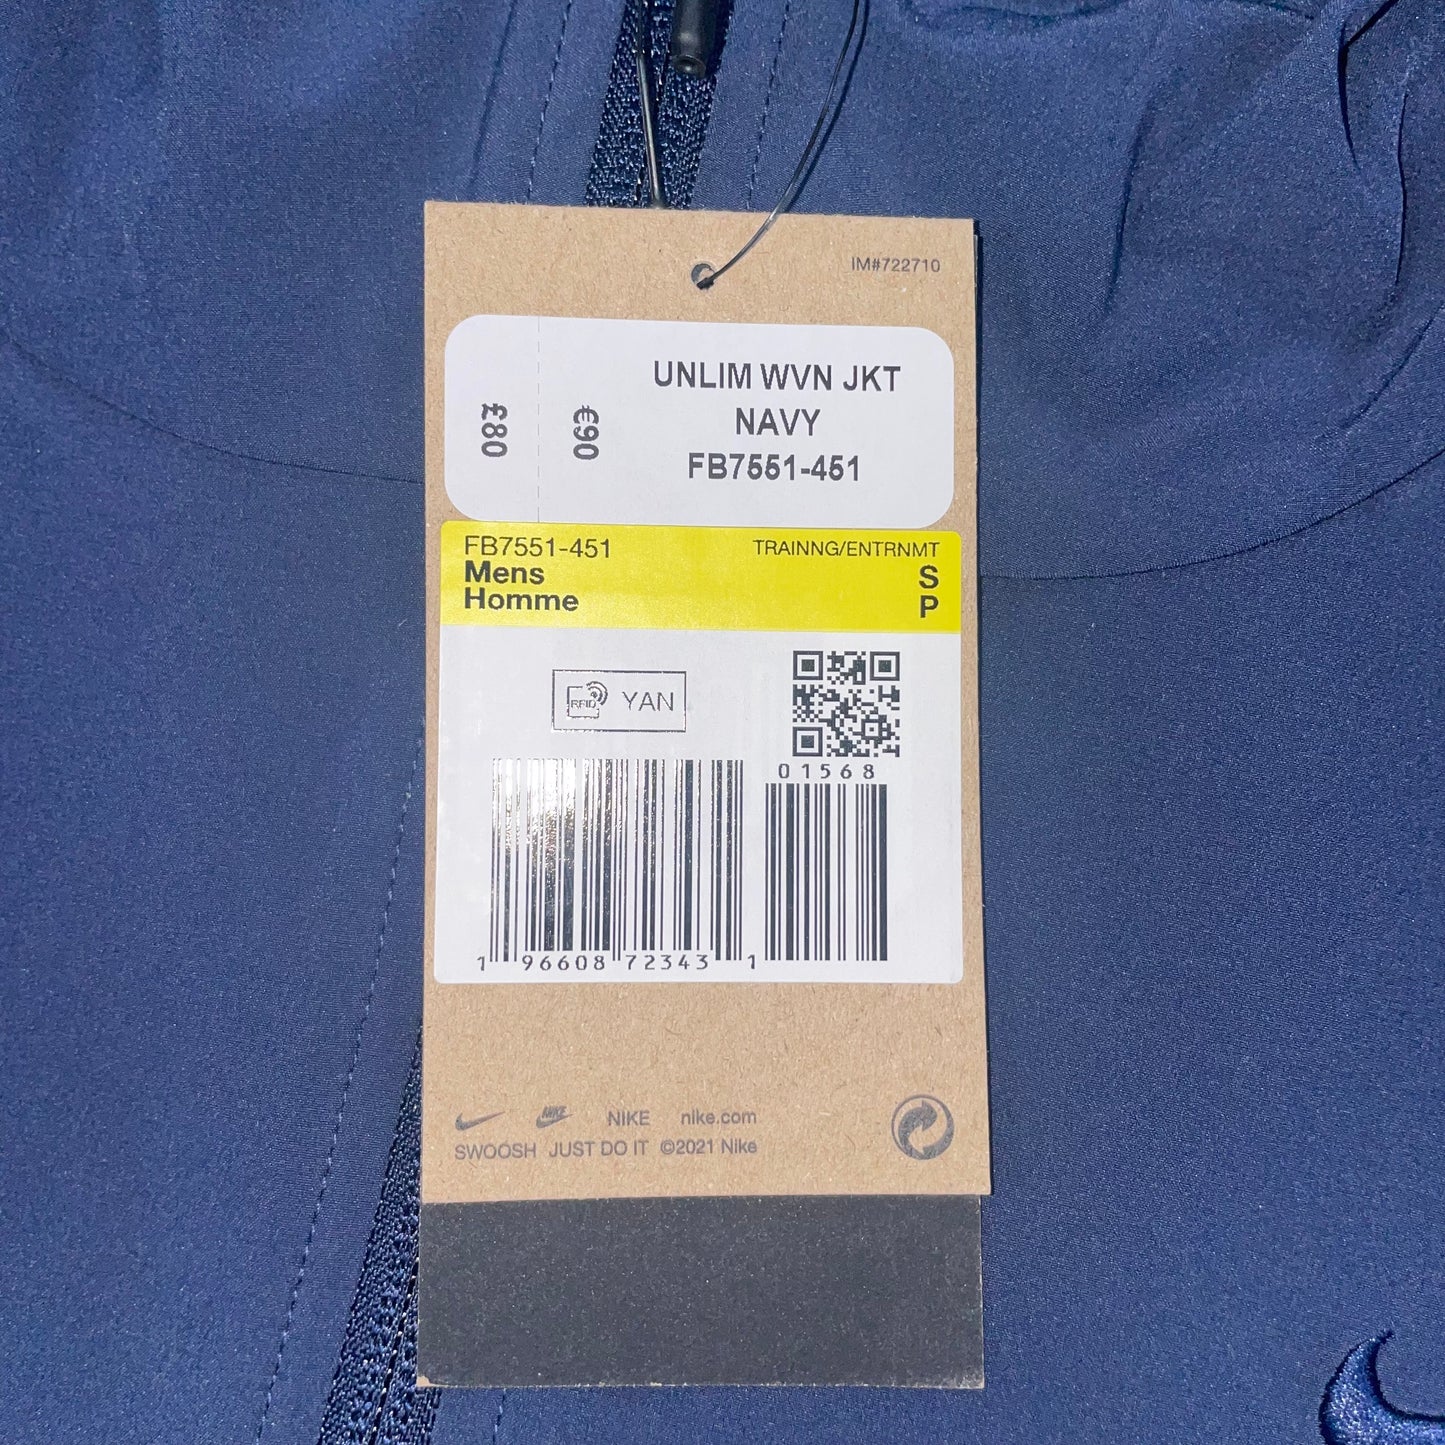 IM#722710
£80
€90
UNLIM WVN JKT
NAVY
FB7551-451
FB7551-451 TRAINNG/ENTRNMT
Mens S
Homme P
RFID YAN
01568
1 96608 72343 1
NIKE NIKE nike.com
SWOOSH JUST DO IT ©2021 Nike